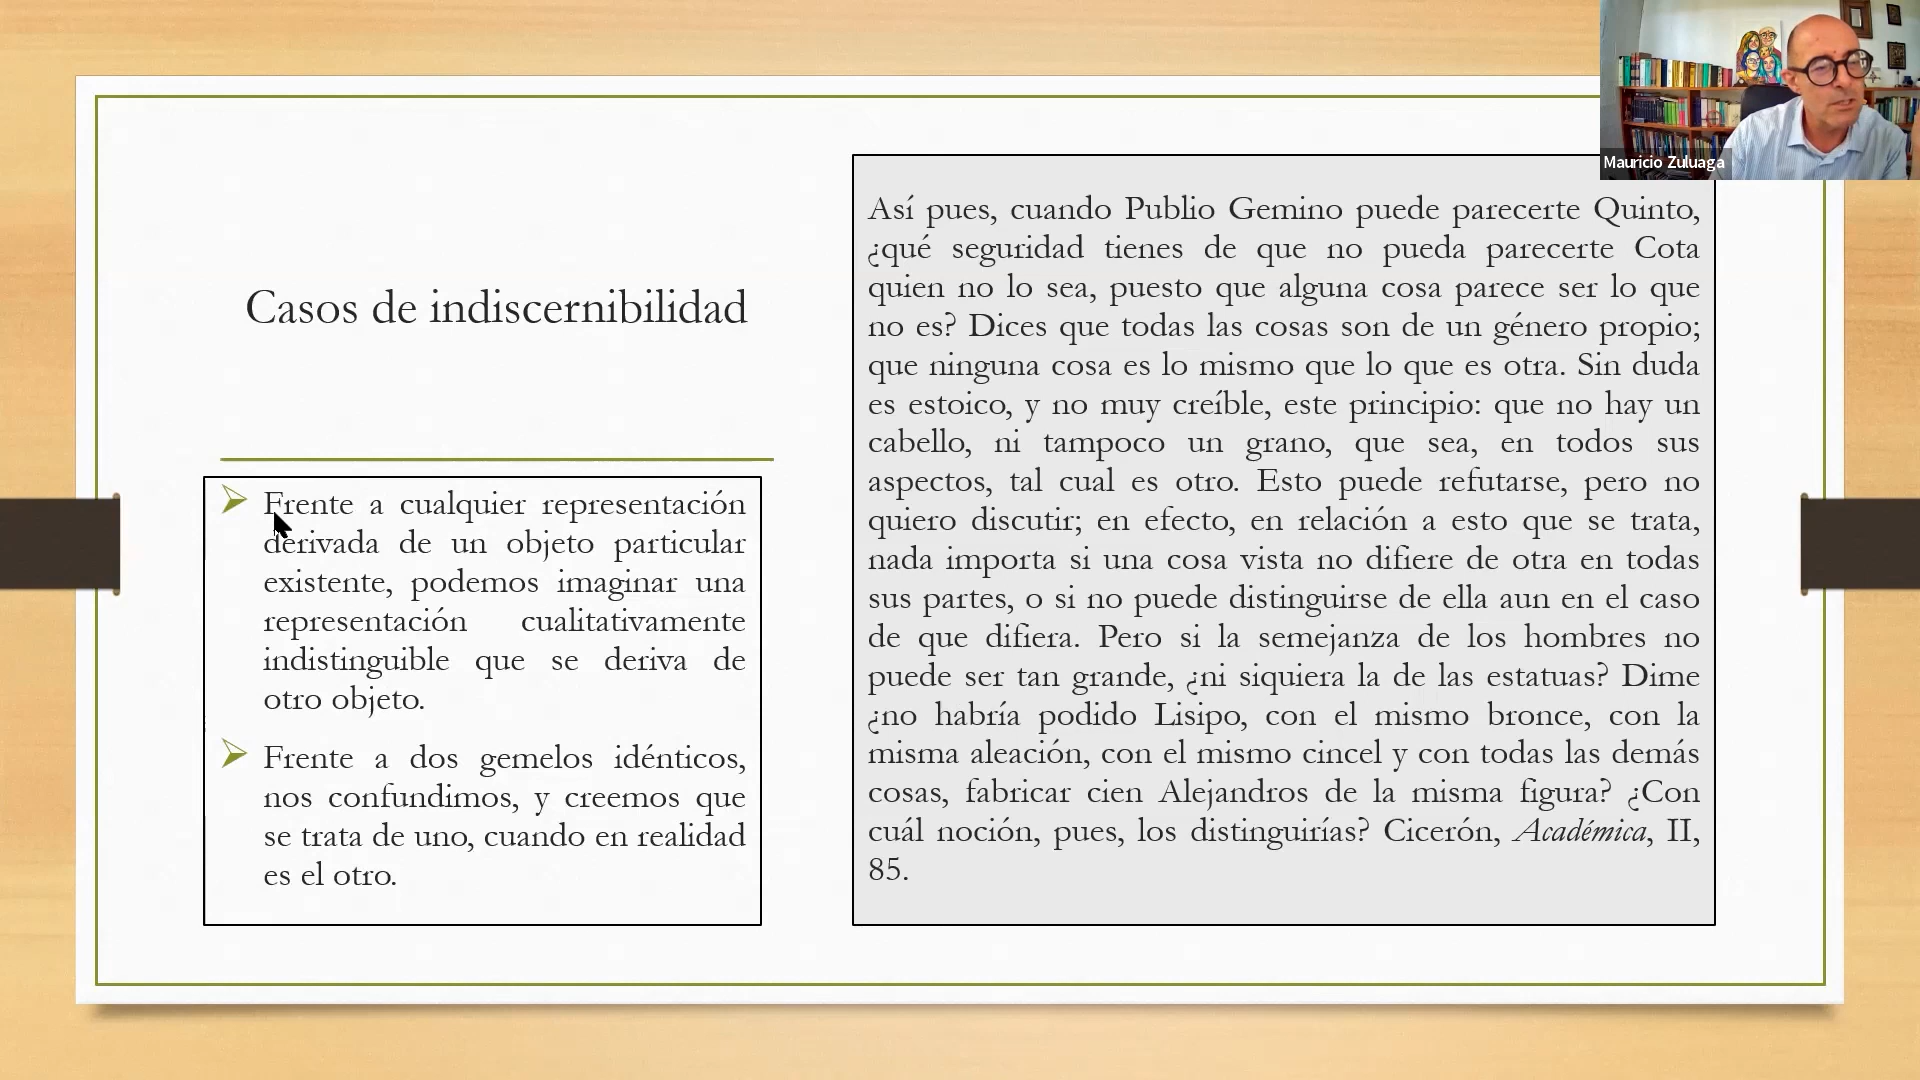 Mauricio Zuluaga
Casos de indiscernibilidad
Frente a cualquier representación
derivada de un objeto particular
existente, podemos imaginar una
representación cualitativamente
indistinguible que se deriva de
otro objeto.
Frente a dos gemelos idénticos,
nos confundimos, y creemos que
se trata de uno, cuando en realidad
es el otro.
Así pues, cuando Publio Gemino puede parecerte Quinto,
¿qué seguridad tienes de que no pueda parecerte Cota
quien no lo sea, puesto que alguna cosa parece ser lo que
no es? Dices que todas las cosas son de un género propio;
que ninguna cosa es lo mismo que lo que es otra. Sin duda
es estoico, y no muy creíble, este principio: que no hay un
cabello, ni tampoco un grano, que sea, en todos sus
aspectos, tal cual es otro. Esto puede refutarse, pero no
quiero discutir; en efecto, en relación a esto que se trata,
nada importa si una cosa vista no difiere de otra en todas
sus partes, o si no puede distinguirse de ella aun en el caso
de que difiera. Pero si la semejanza de los hombres no
puede ser tan grande, ¿ni siquiera la de las estatuas? Dime
¿no habría podido Lisipo, con el mismo bronce, con la
misma aleación, con el mismo cincel y con todas las demás
cosas, fabricar cien Alejandros de la misma figura? ¿Con
cuál noción, pues, los distinguirías? Cicerón, Académica, II,
85.